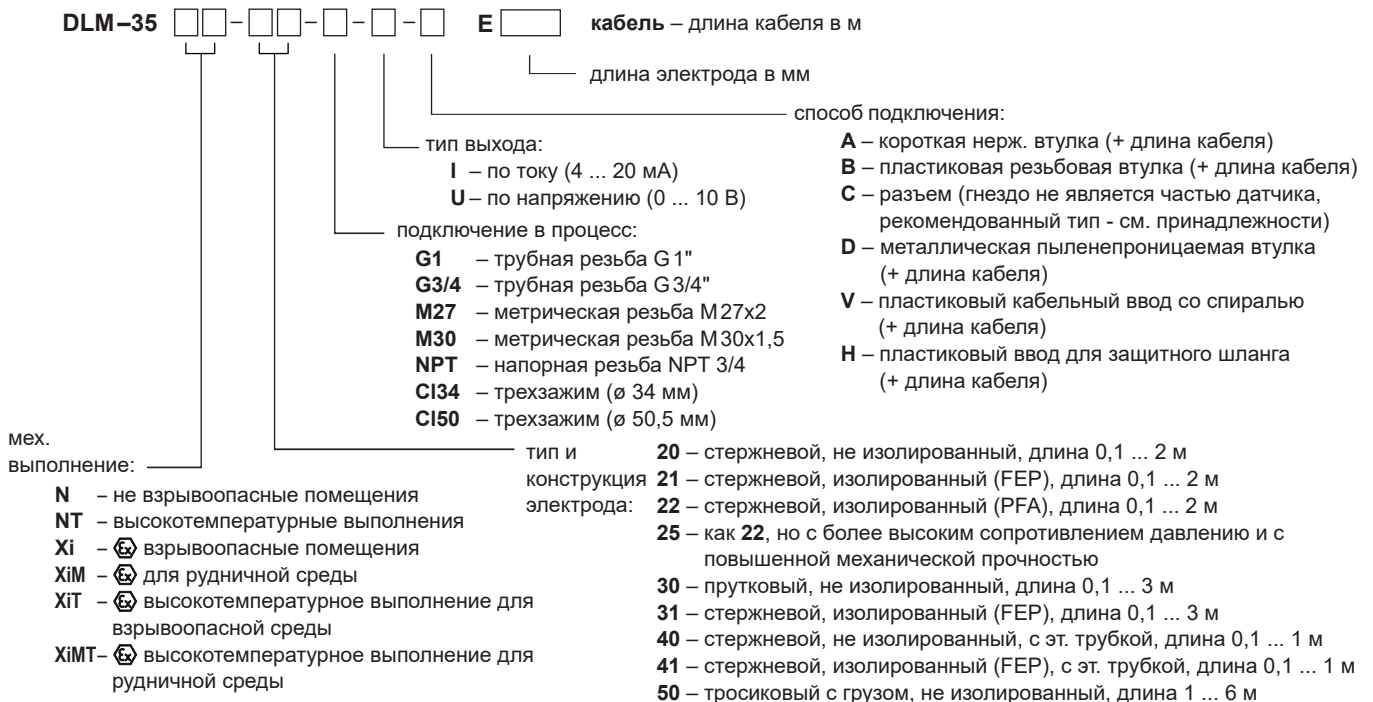 DLM–35 □□–□□–□–□–□ E □ кабель – длина кабеля в м
длина электрода в мм
способ подключения:
A – короткая нерж. втулка (+ длина кабеля)
B – пластиковая резьбовая втулка (+ длина кабеля)
C – разъем (гнездо не является частью датчика,
рекомендованный тип - см. принадлежности)
D – металлическая пыленепроницаемая втулка
(+ длина кабеля)
V – пластиковый кабельный ввод со спиралью
(+ длина кабеля)
H – пластиковый ввод для защитного шланга
(+ длина кабеля)
тип выхода:
I – по току (4 ... 20 мА)
U – по напряжению (0 ... 10 В)
подключение в процесс:
G1 – трубная резьба G 1"
G3/4 – трубная резьба G 3/4"
M27 – метрическая резьба M 27x2
M30 – метрическая резьба M 30x1,5
NPT – напорная резьба NPT 3/4
Cl34 – трехзажим (ø 34 мм)
Cl50 – трехзажим (ø 50,5 мм)
мех.
выполнение:
N – не взрывоопасные помещения
NT – высокотемпературные выполнения
Xi – Ex взрывоопасные помещения
XiM – Ex для рудничной среды
XiT – Ex высокотемпературное выполнение для
взрывоопасной среды
XiMT– Ex высокотемпературное выполнение для
рудничной среды
тип и
конструкция
электрода:
20 – стержневой, не изолированный, длина 0,1 ... 2 м
21 – стержневой, изолированный (FEP), длина 0,1 ... 2 м
22 – стержневой, изолированный (PFA), длина 0,1 ... 2 м
25 – как 22, но с более высоким сопротивлением давлению и с
повышенной механической прочностью
30 – прутковый, не изолированный, длина 0,1 ... 3 м
31 – стержневой, изолированный (FEP), длина 0,1 ... 3 м
40 – стержневой, не изолированный, с эт. трубкой, длина 0,1 ... 1 м
41 – стержневой, изолированный (FEP), с эт. трубкой, длина 0,1 ... 1 м
50 – тросиковый с грузом, не изолированный, длина 1 ... 6 м